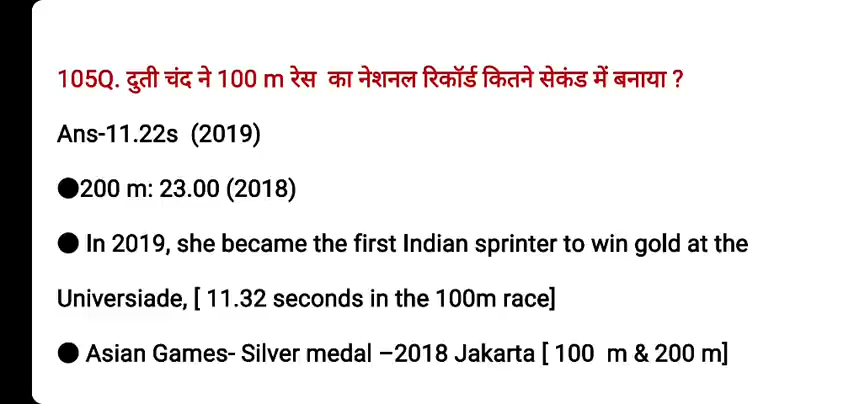 105Q. दुती चंद ने 100 m रेस का नेशनल रिकॉर्ड कितने सेकंड में बनाया ?
Ans-11.22s (2019)
●200 m: 23.00 (2018)
● In 2019, she became the first Indian sprinter to win gold at the
Universiade, [ 11.32 seconds in the 100m race]
● Asian Games- Silver medal –2018 Jakarta [ 100 m & 200 m]